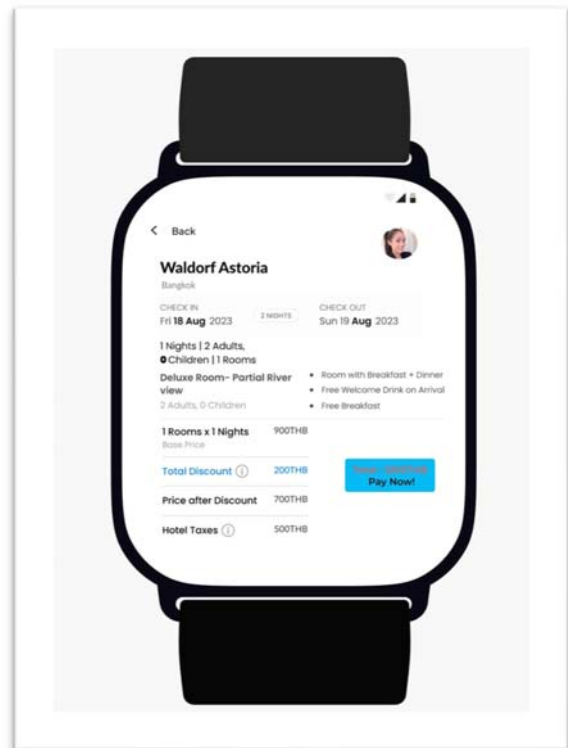 Back
Waldorf Astoria
Bangkok
CHECK IN
Fri 18 Aug 2023
2 NIGHTS
CHECK OUT
Sun 19 Aug 2023
1 Nights | 2 Adults,
0 Children | 1 Rooms
Deluxe Room- Partial River
view
2 Adults, 0 Children
• Room with Breakfast + Dinner
• Free Welcome Drink on Arrival
• Free Breakfast
1 Rooms x 1 Nights 900THB
Base Price
Total Discount 200THB
Pay Now!
Price after Discount 700THB
Hotel Taxes 500THB